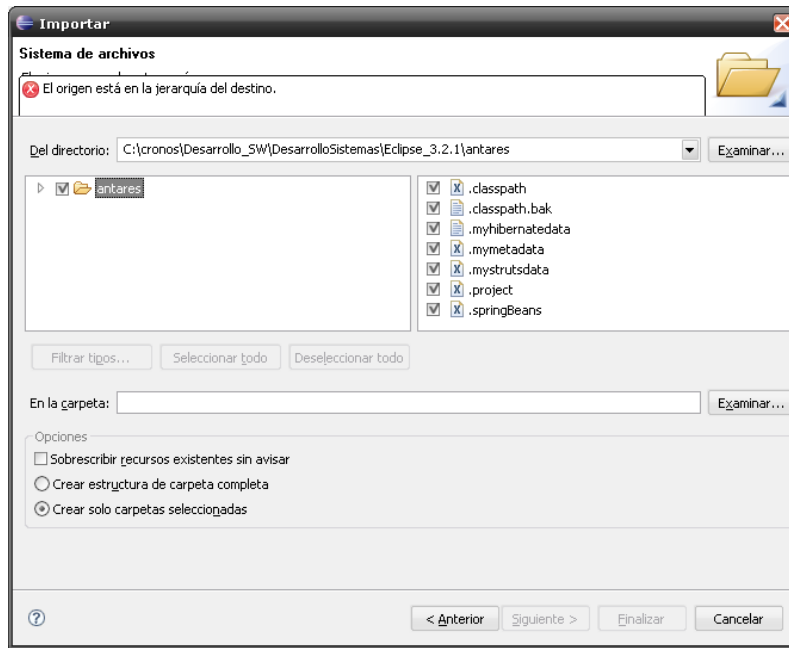 Importar
Sistema de archivos
El origen está en la jerarquía del destino.
Del directorio: C:\cronos\Desarrollo_SW\DesarrolloSistemas\Eclipse_3.2.1\antares Examinar...
antares
.classpath
.classpath.bak
.myhibernatedata
.mymetadata
.mystrutsdata
.project
.springBeans
Filtrar tipos... Seleccionar todo Deseleccionar todo
En la carpeta: Examinar...
Opciones
Sobrescribir recursos existentes sin avisar
Crear estructura de carpeta completa
Crear solo carpetas seleccionadas
< Anterior Siguiente > Finalizar Cancelar